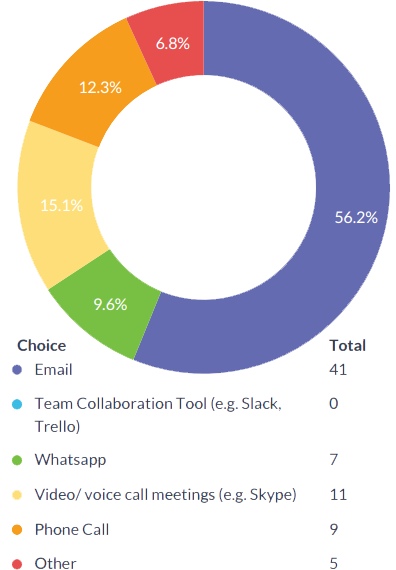 6.8%
12.3%
15.1%
56.2%
9.6%
Choice Total
Email 41
Team Collaboration Tool (e.g. Slack, 0
Trello)
Whatsapp 7
Video/ voice call meetings (e.g. Skype) 11
Phone Call 9
Other 5